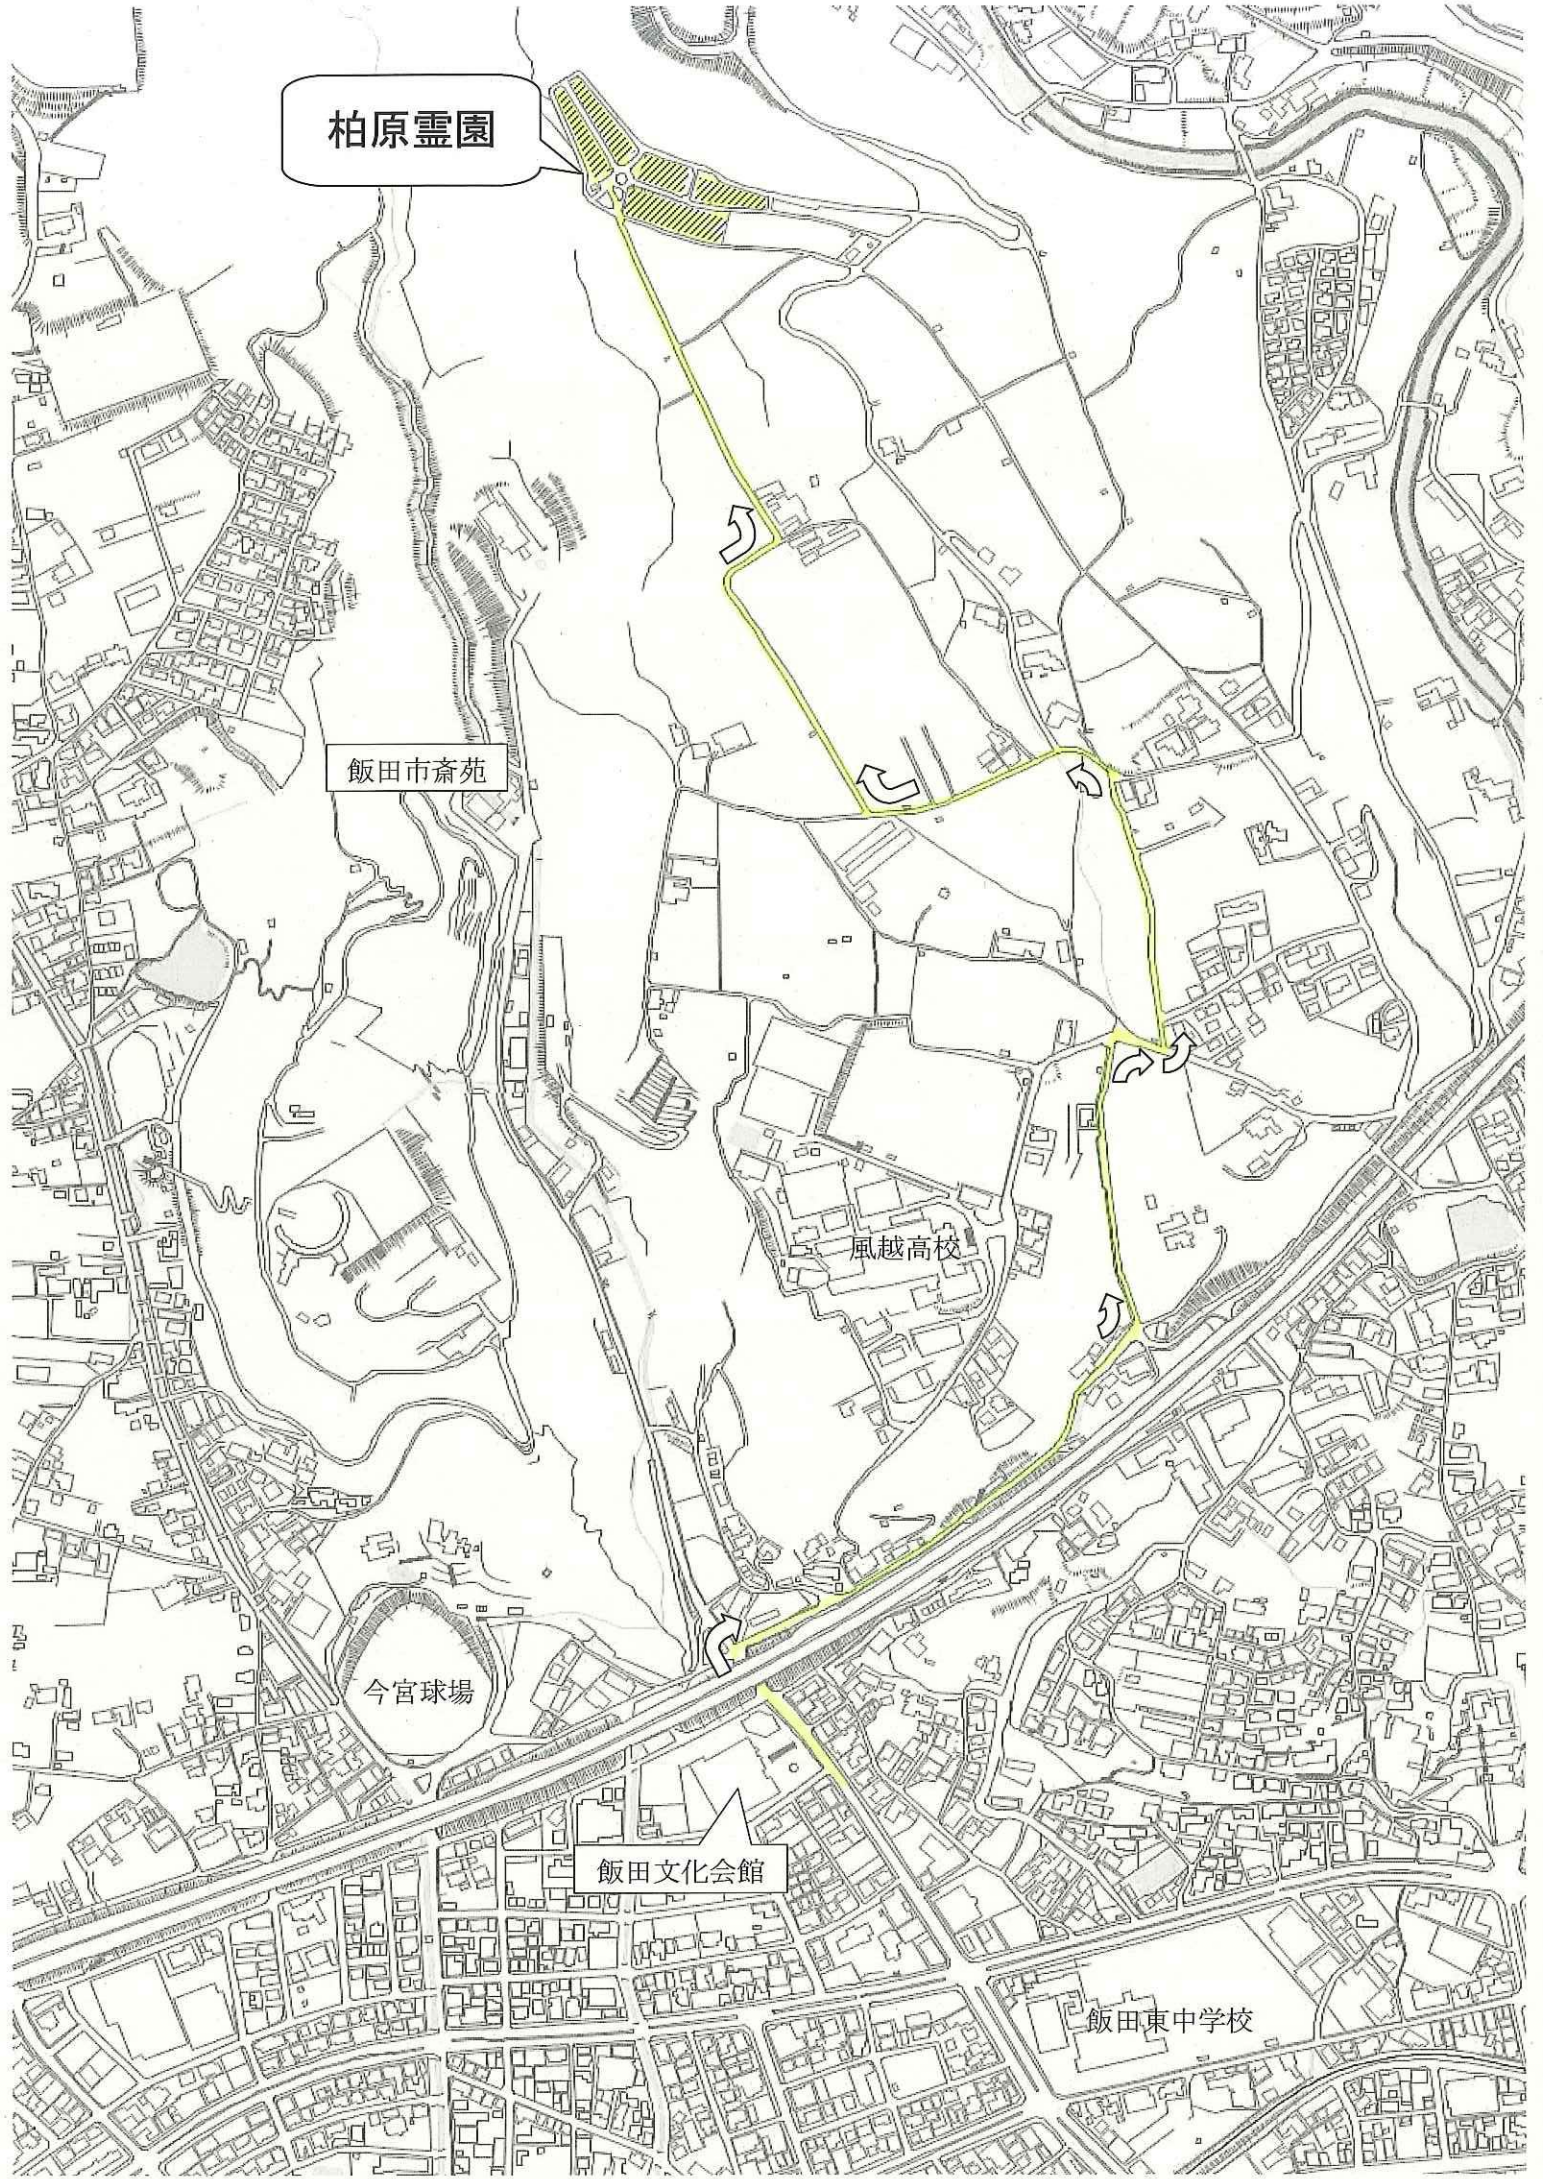 柏原霊園
飯田市斎苑
風越高校
今宮球場
飯田文化会館
飯田東中学校